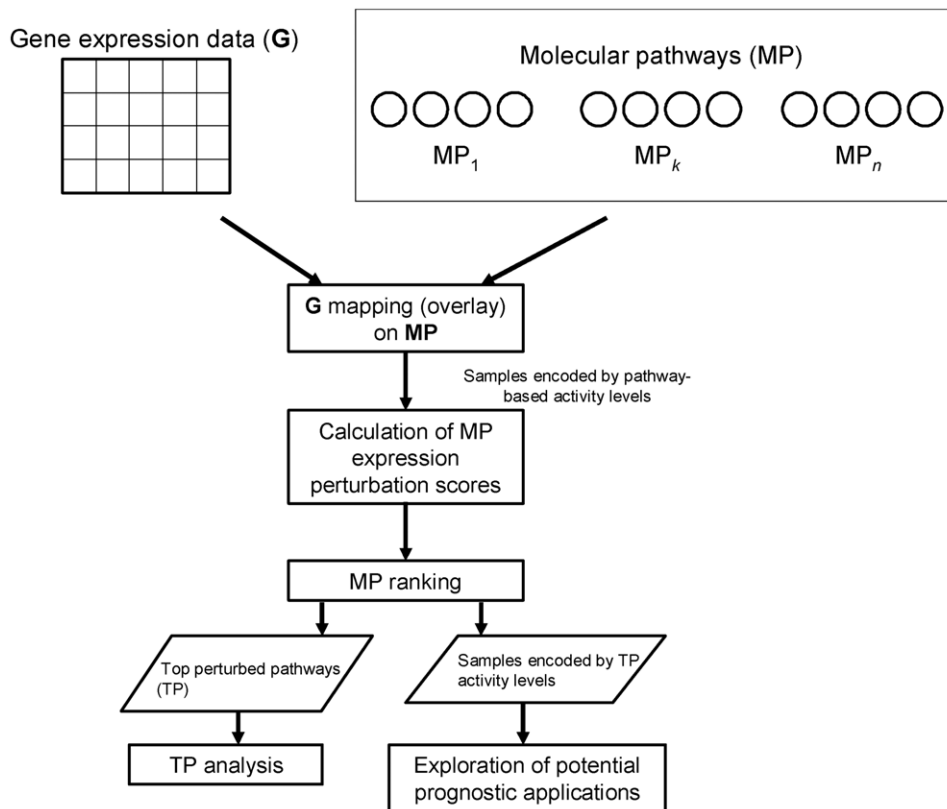 Gene expression data (G)
Molecular pathways (MP)
MP1
MPk
MPn
G mapping (overlay)
on MP
Samples encoded by pathway-
based activity levels
Calculation of MP
expression
perturbation scores
MP ranking
Top perturbed pathways
(TP)
Samples encoded by TP
activity levels
TP analysis
Exploration of potential
prognostic applications